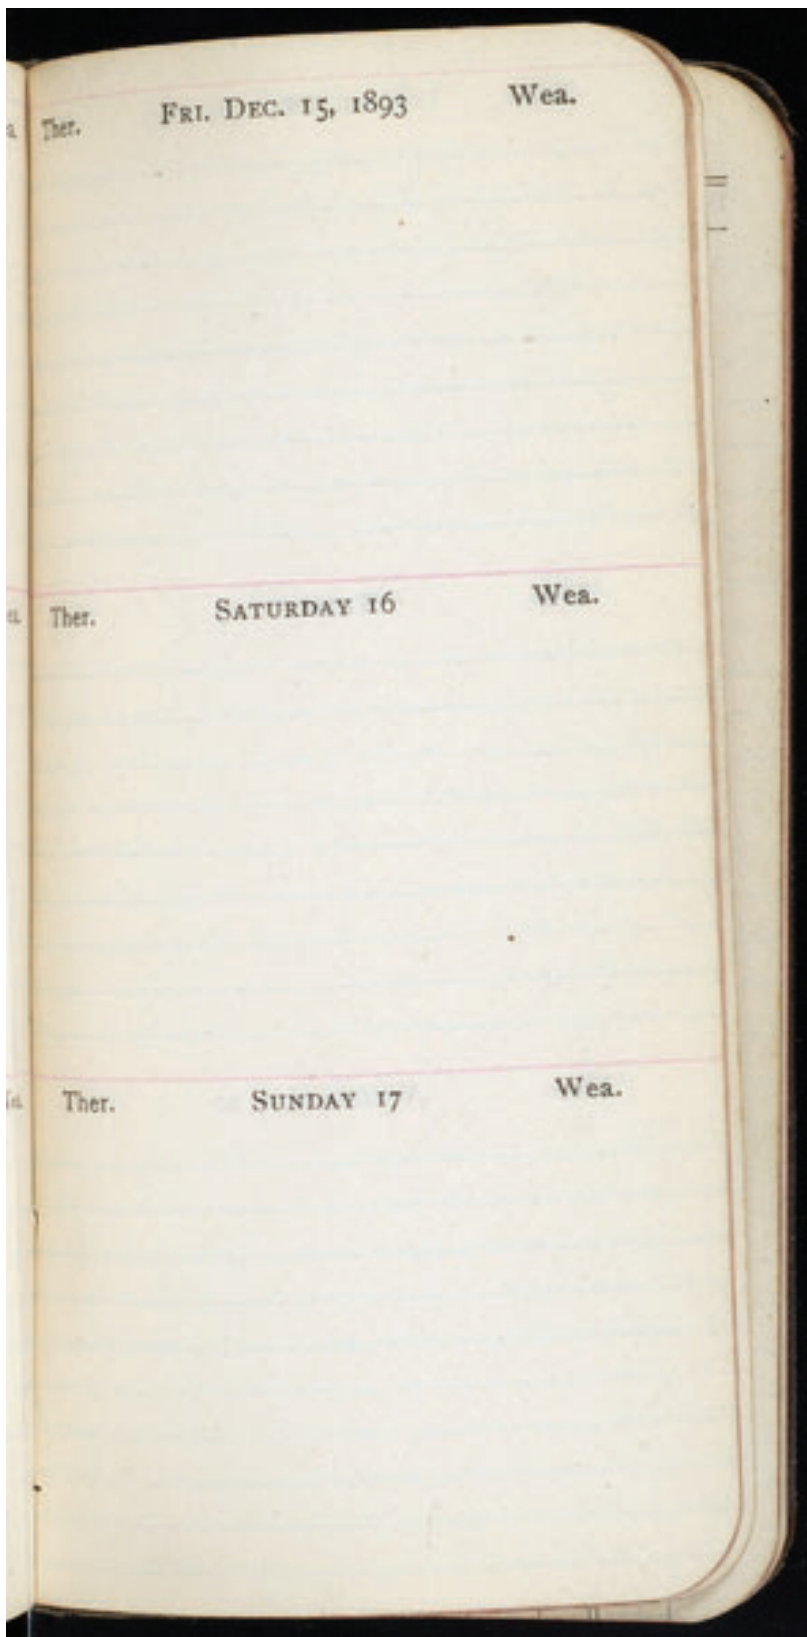 Ther. FRI. DEC. 15, 1893 Wea.
Ther. SATURDAY 16 Wea.
Ther. SUNDAY 17 Wea.